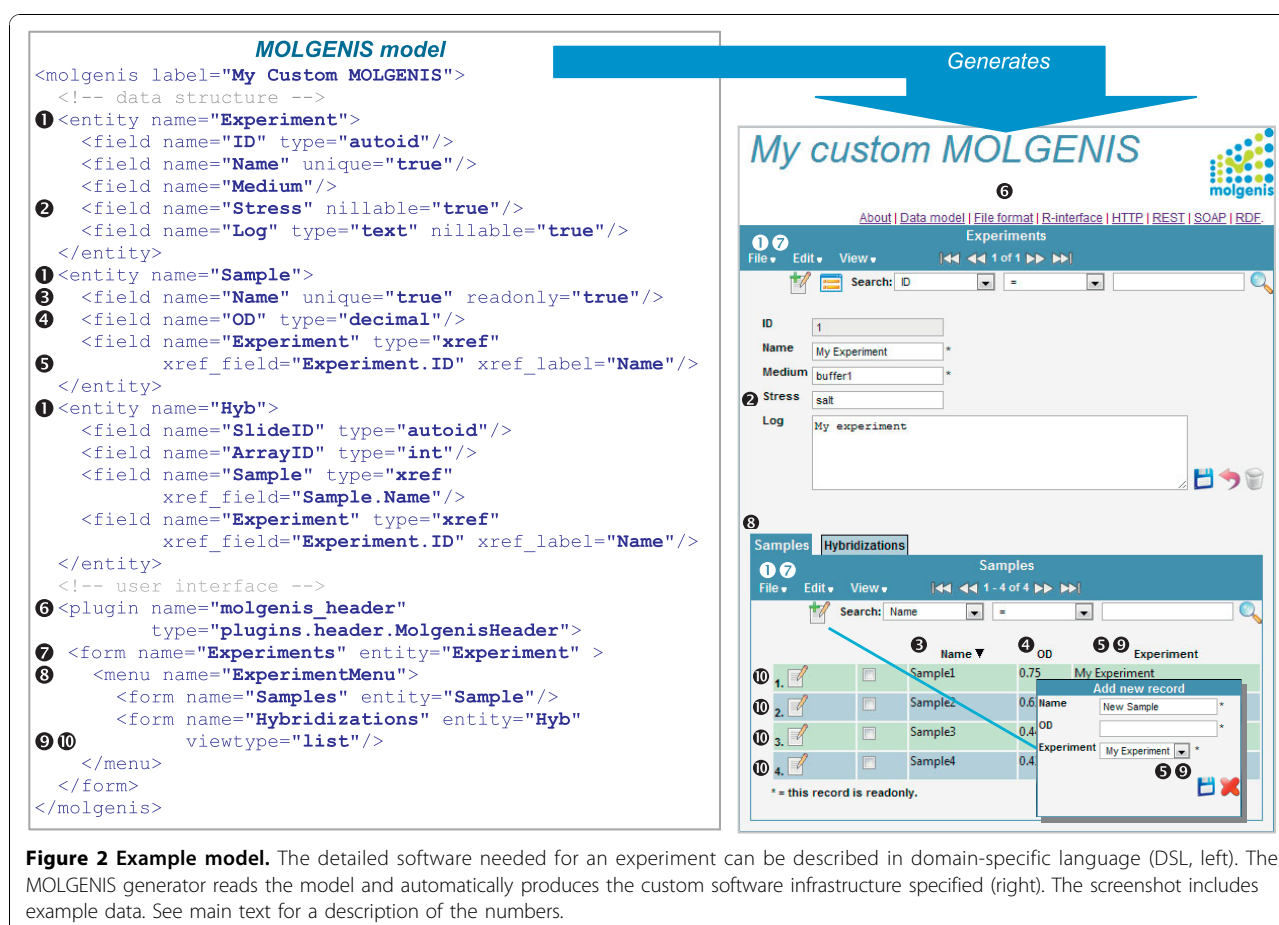 MOLGENIS model
<molgenis label="My Custom MOLGENIS">
<!-- data structure -->
❶<entity name="Experiment">
<field name="ID" type="autoid"/>
<field name="Name" unique="true"/>
<field name="Medium"/>
❷ <field name="Stress" nillable="true"/>
<field name="Log" type="text" nillable="true"/>
</entity>
❶<entity name="Sample">
❸ <field name="Name" unique="true" readonly="true"/>
❹ <field name="OD" type="decimal"/>
<field name="Experiment" type="xref"
❺ xref_field="Experiment.ID" xref_label="Name"/>
</entity>
❶<entity name="Hyb">
<field name="SlideID" type="autoid"/>
<field name="ArrayID" type="int"/>
<field name="Sample" type="xref"
xref_field="Sample.Name"/>
<field name="Experiment" type="xref"
xref_field="Experiment.ID" xref_label="Name"/>
</entity>
<!-- user interface -->
❻<plugin name="molgenis_header"
type="plugins.header.MolgenisHeader">
❼ <form name="Experiments" entity="Experiment" >
❽ <menu name="ExperimentMenu">
<form name="Samples" entity="Sample"/>
<form name="Hybridizations" entity="Hyb"
❾❿ viewtype="list"/>
</menu>
</form>
</molgenis>
Generates
My custom MOLGENIS
molgenis
❻
About | Data model | File format | R-interface | HTTP | REST | SOAP | RDF.
Experiments
❶❼
File Edit View 1 of 1
Search: ID =
ID 1
Name My Experiment *
Medium buffer1 *
❷ Stress salt
Log My experiment
❽
Samples Hybridizations
Samples
❶❼
File Edit View 1 - 4 of 4
Search: Name =
❸ Name ▼ ❹ OD ❺❾ Experiment
❿ 1. Sample1 0.75 My Experiment
❿ 2. Sample2 0.6
❿ 3. Sample3 0.4
❿ 4. Sample4 0.4
* = this record is readonly.
Add new record
Name New Sample *
OD *
Experiment My Experiment *
❺❾
Figure 2 Example model. The detailed software needed for an experiment can be described in domain-specific language (DSL, left). The
MOLGENIS generator reads the model and automatically produces the custom software infrastructure specified (right). The screenshot includes
example data. See main text for a description of the numbers.